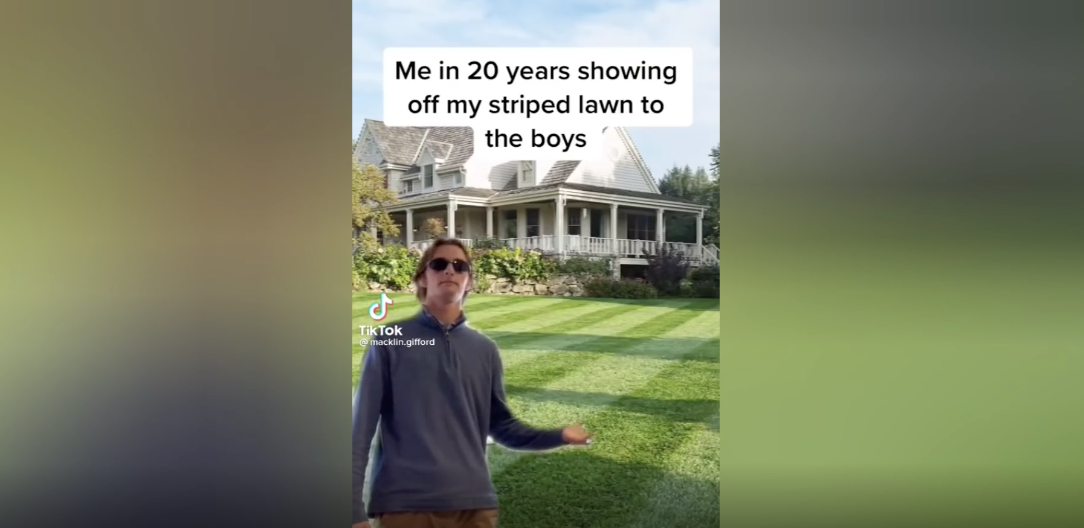 Me in 20 years showing
off my striped lawn to
the boys
TikTok
@ macklin.gifford